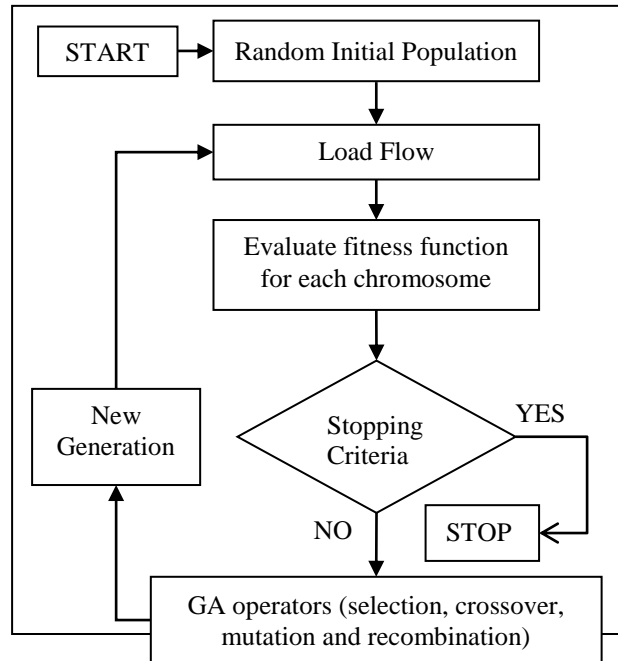 START
Random Initial Population
Load Flow
Evaluate fitness function
for each chromosome
Stopping
Criteria
YES
STOP
NO
GA operators (selection, crossover,
mutation and recombination)
New
Generation